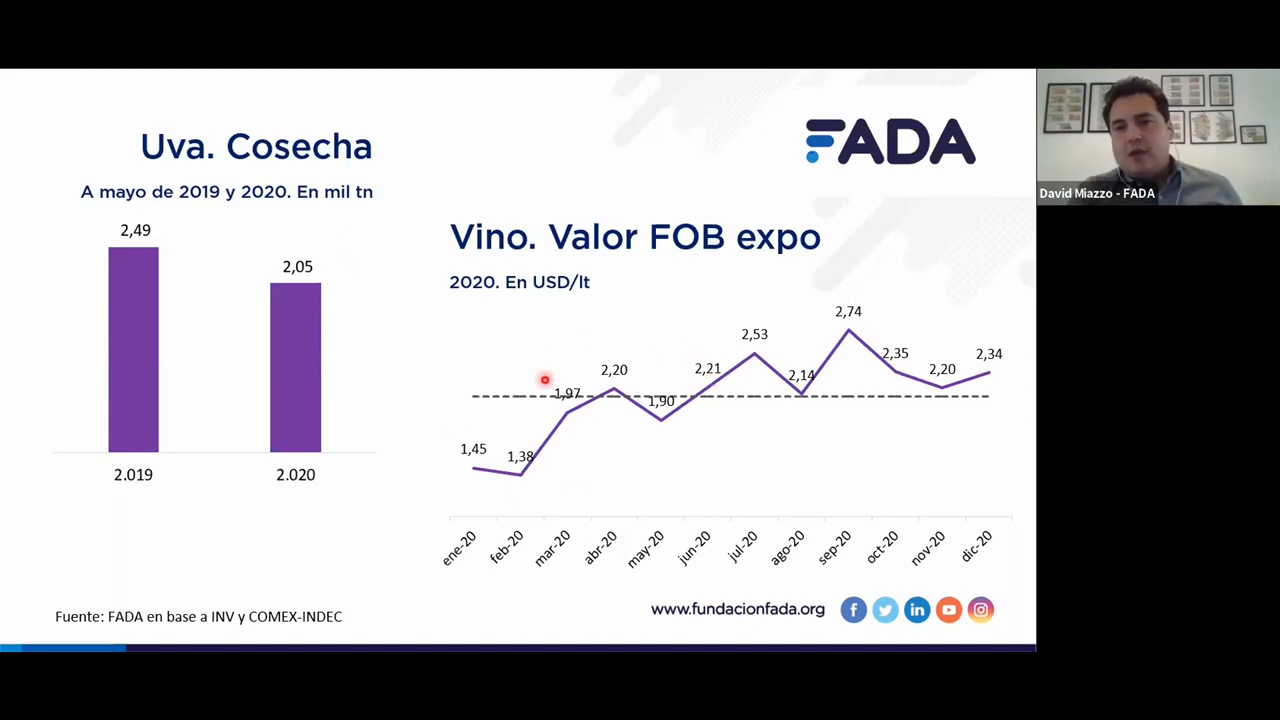 Uva. Cosecha
A mayo de 2019 y 2020. En mil tn
2,49
2,05
2.019
2.020
FADA
Vino. Valor FOB expo
2020. En USD/lt
1,45
1,38
1,97
2,20
1,90
2,21
2,53
2,14
2,74
2,35
2,20
2,34
ene-20
feb-20
mar-20
abr-20
may-20
jun-20
jul-20
ago-20
sep-20
oct-20
nov-20
dic-20
Fuente: FADA en base a INV y COMEX-INDEC
www.fundacionfada.org
David Miazzo - FADA